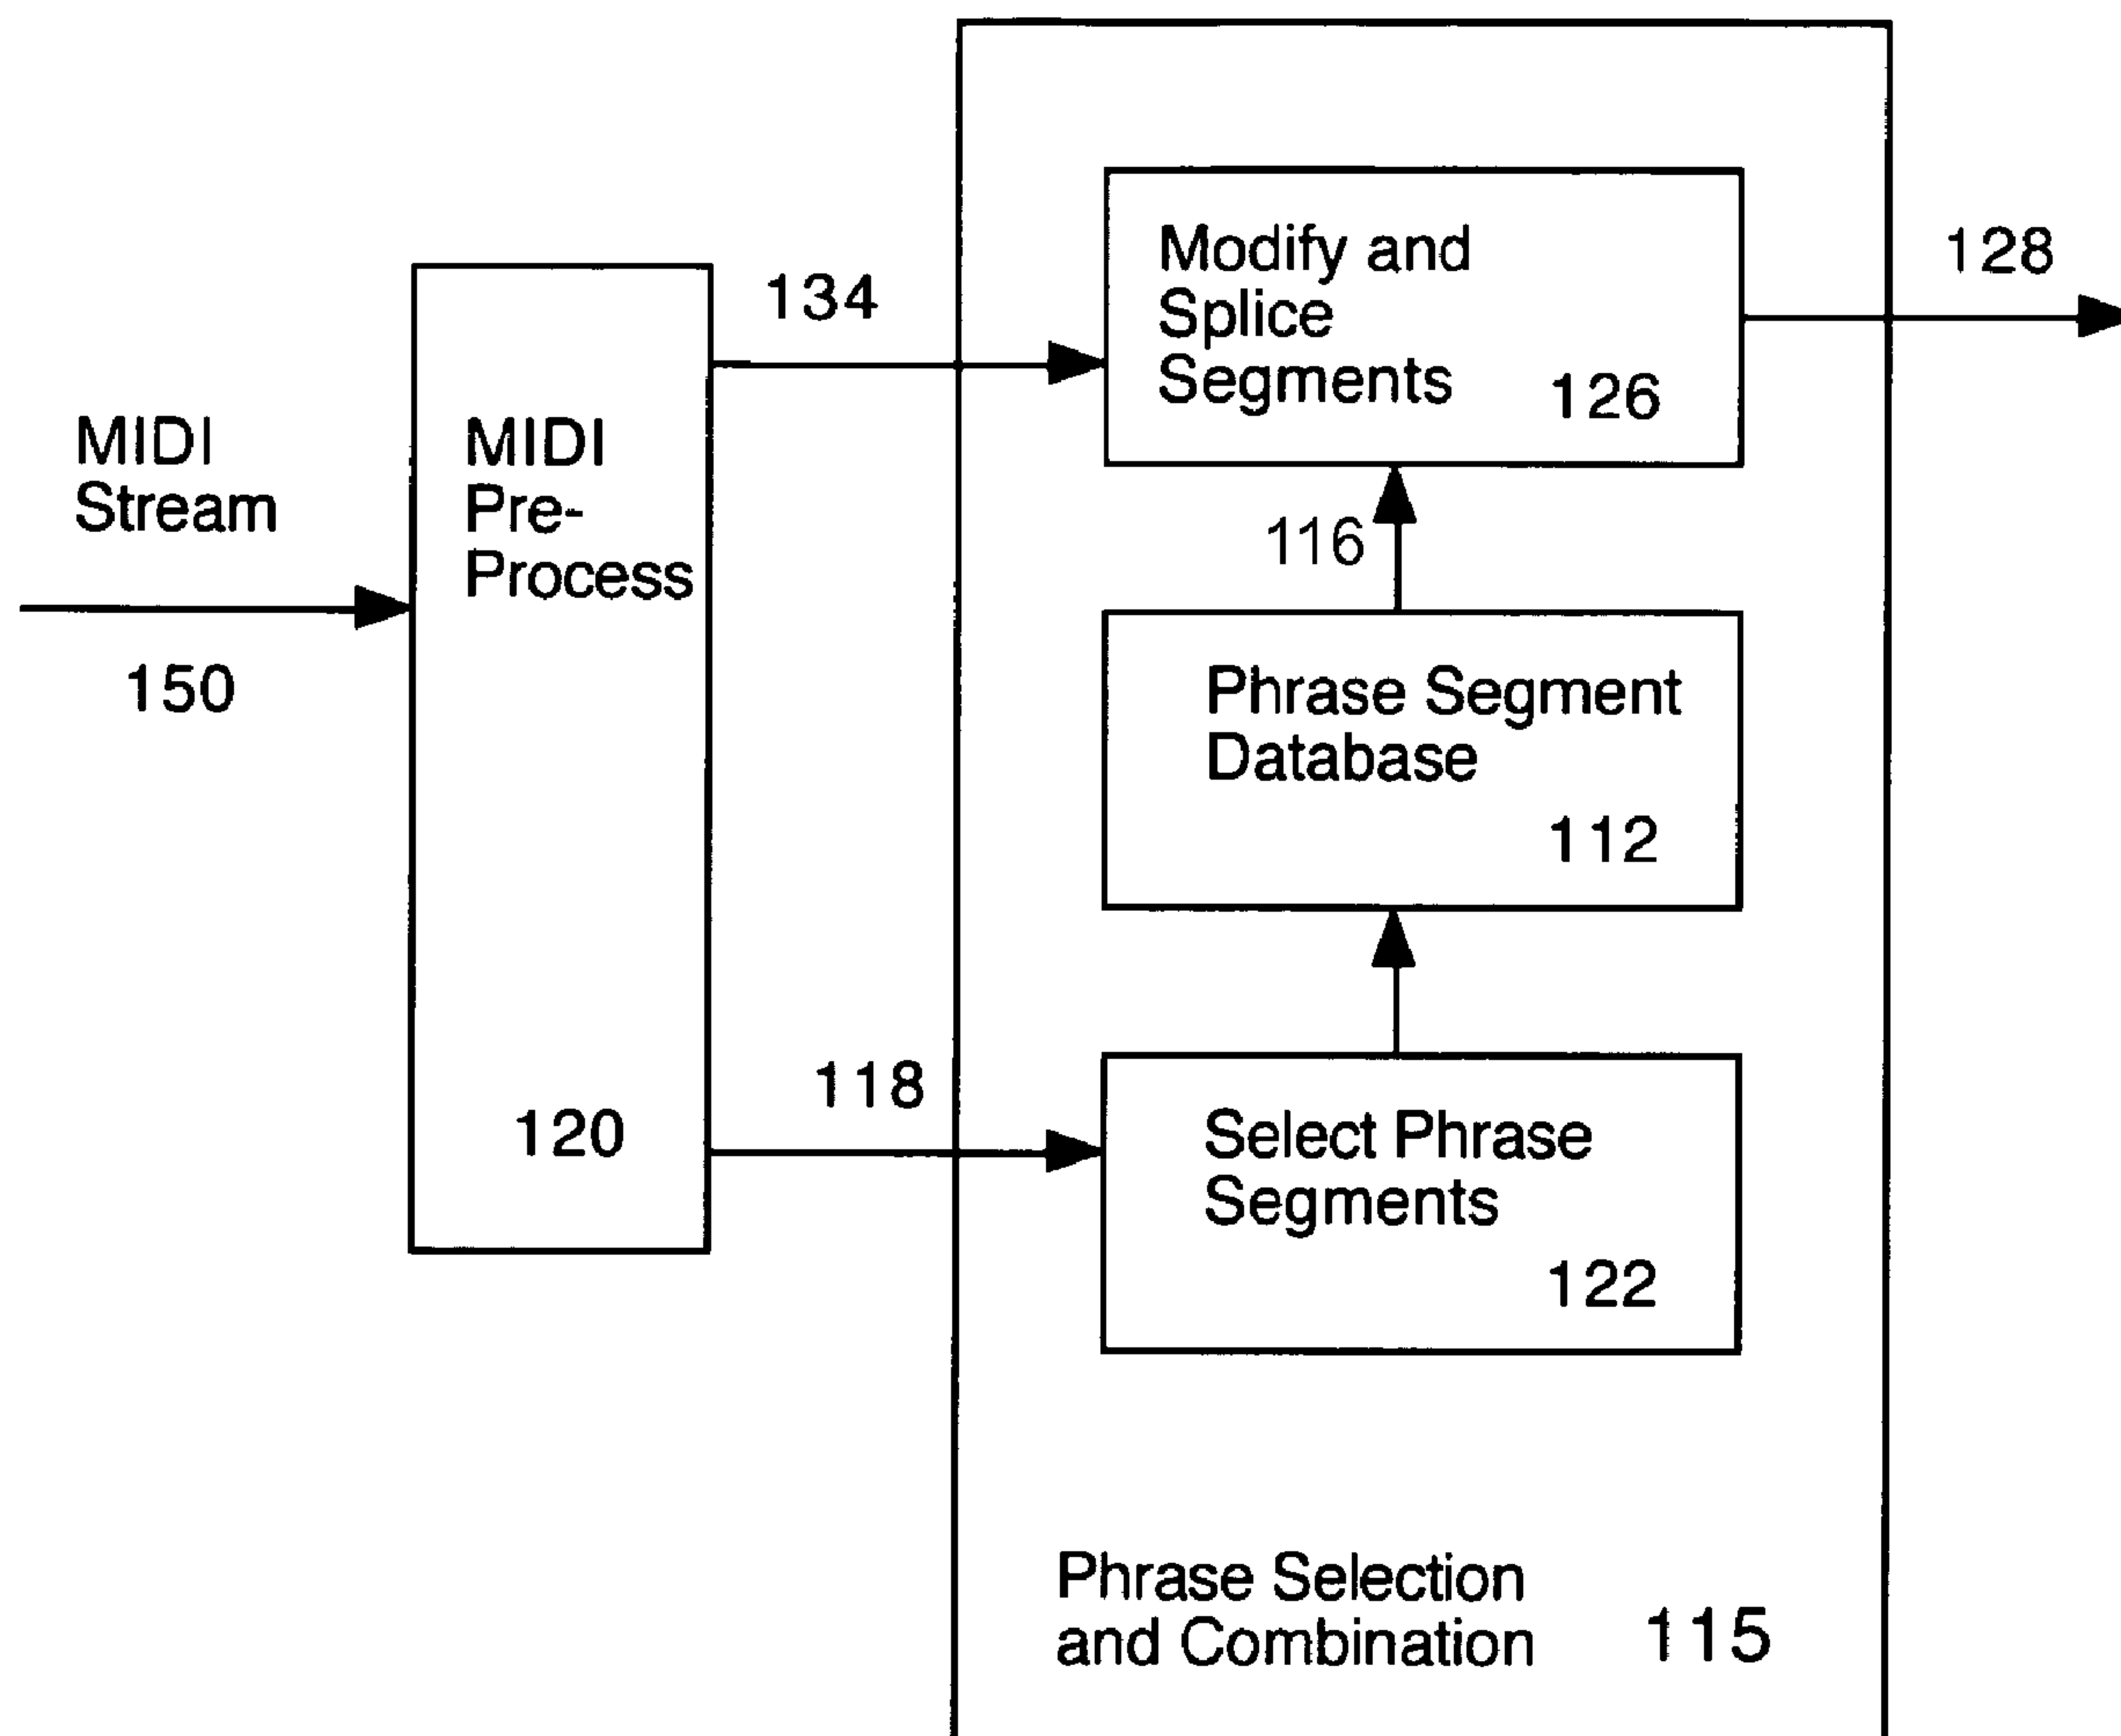 MIDI
Stream
150
MIDI
Pre-
Process
120
134
118
Modify and
Splice
Segments
126
128
116
Phrase Segment
Database
112
Select Phrase
Segments
122
Phrase Selection
and Combination
115